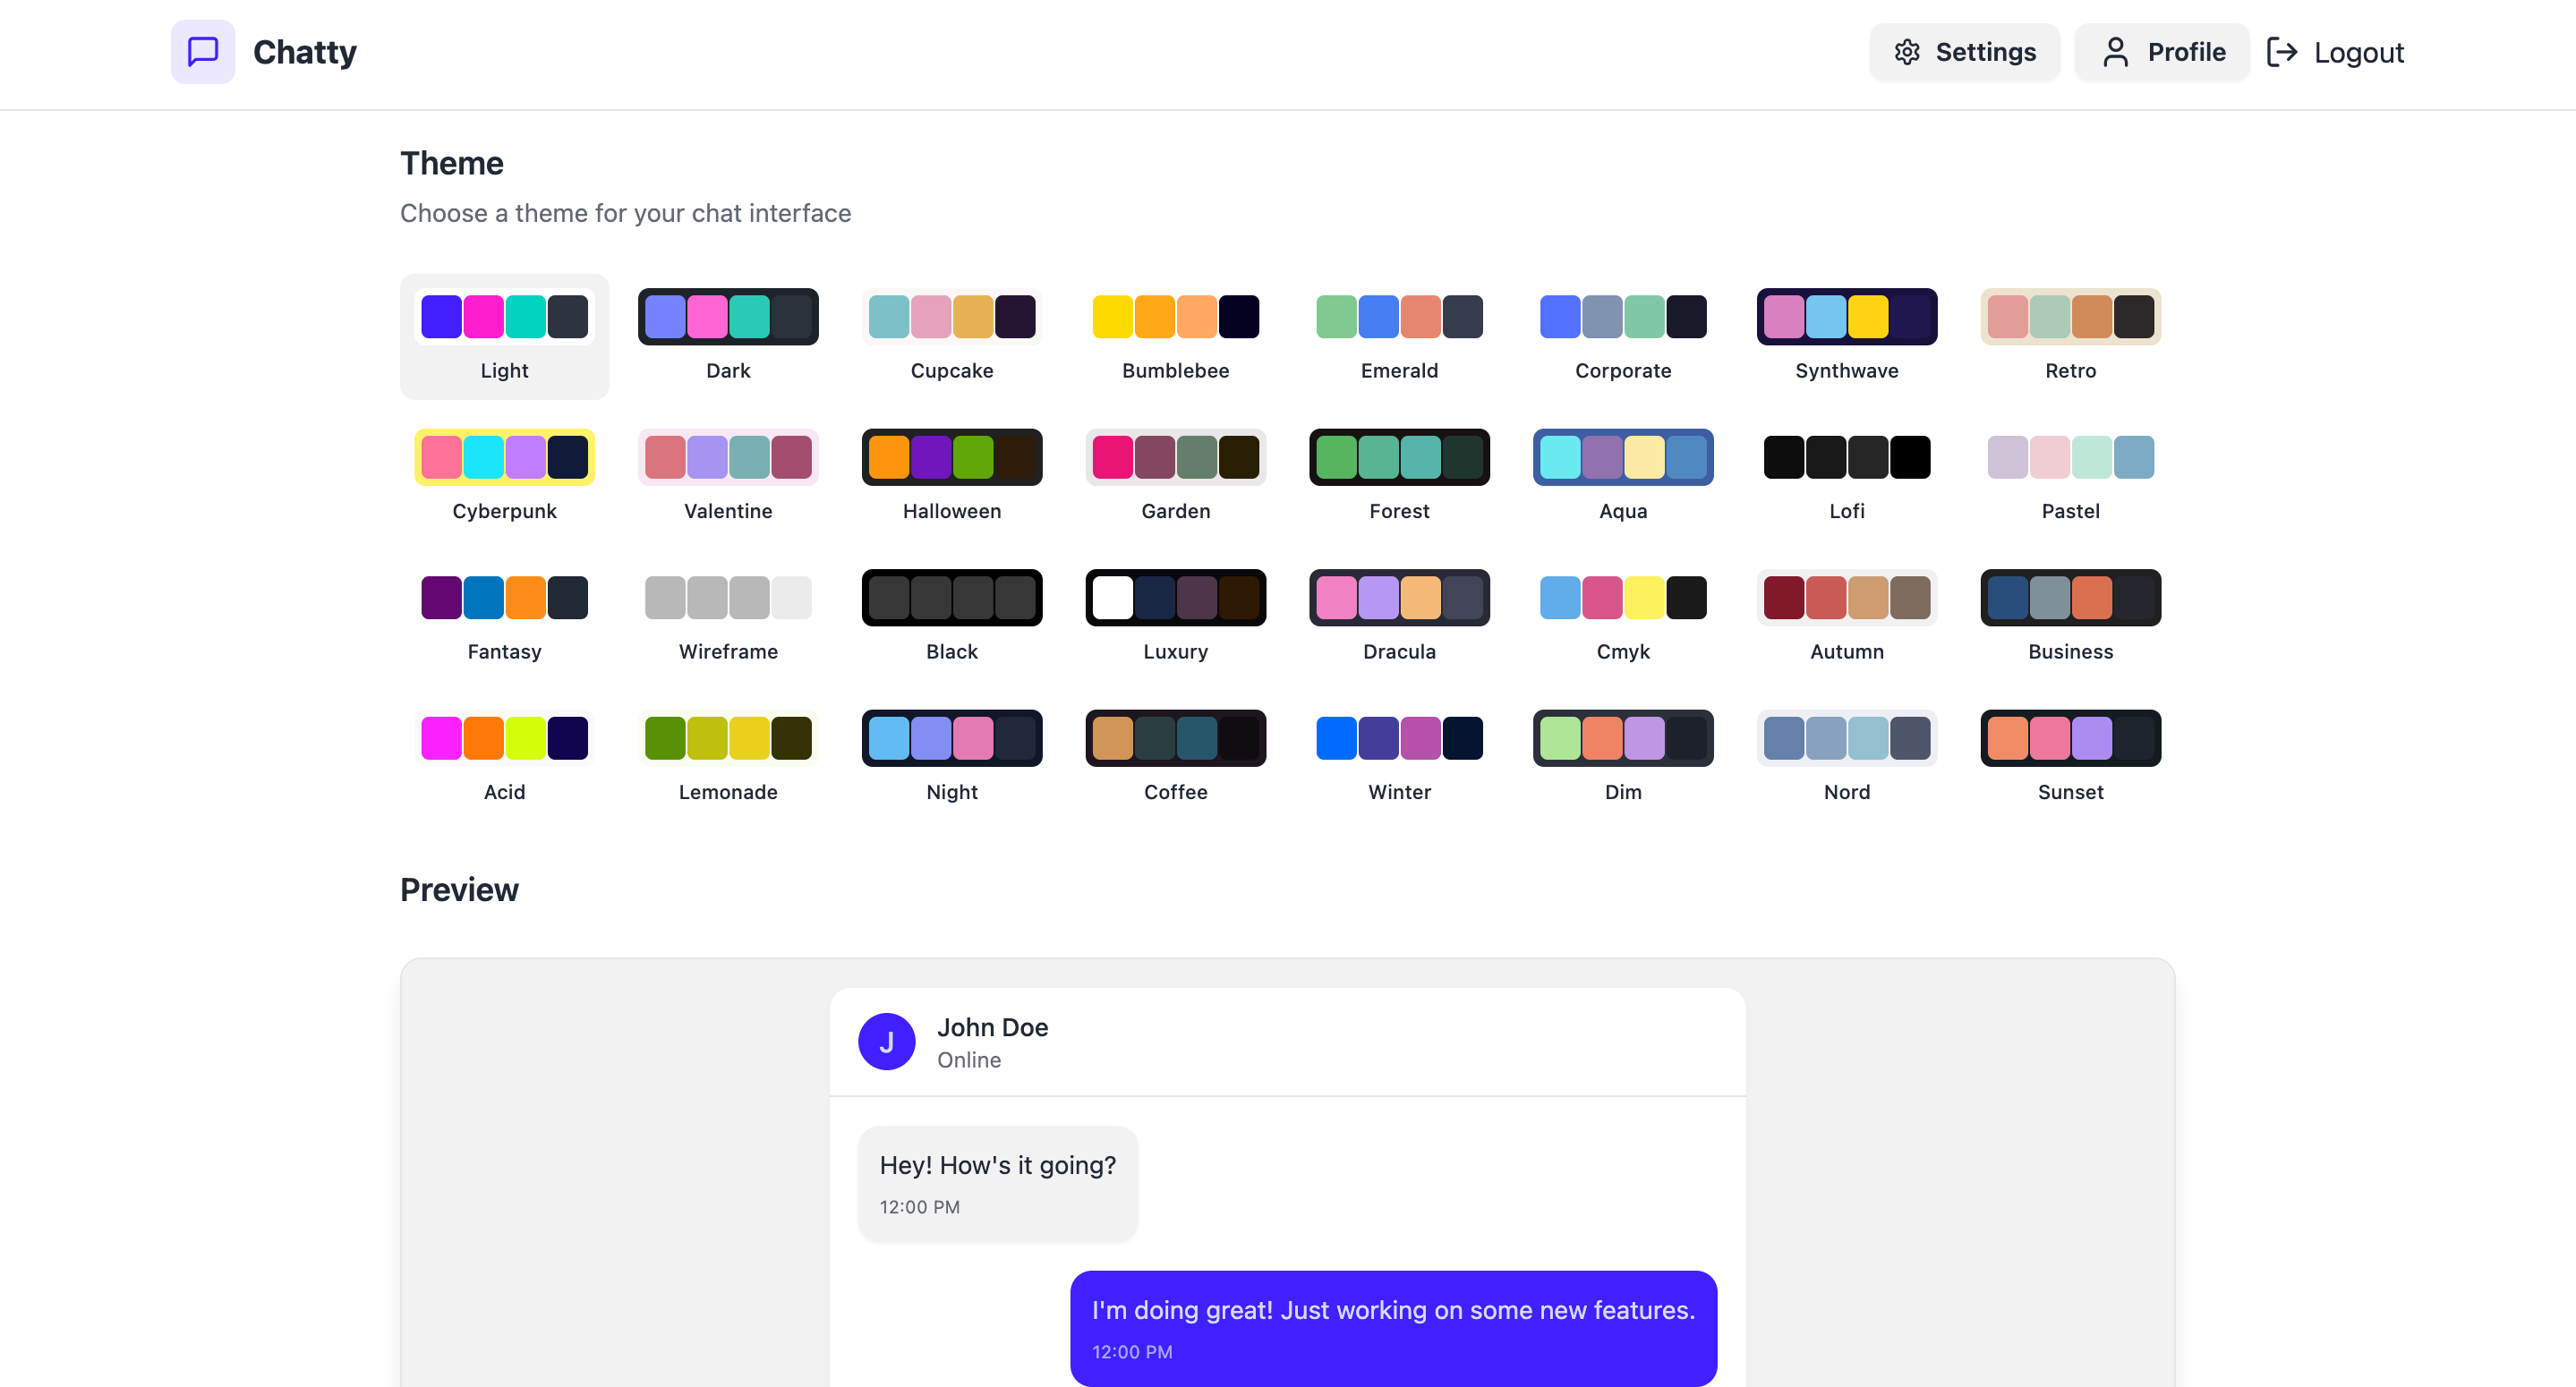 Chatty
Settings
Profile
Logout
Theme
Choose a theme for your chat interface
Light
Dark
Cupcake
Bumblebee
Emerald
Corporate
Synthwave
Retro
Cyberpunk
Valentine
Halloween
Garden
Forest
Aqua
Lofi
Pastel
Fantasy
Wireframe
Black
Luxury
Dracula
Cmyk
Autumn
Business
Acid
Lemonade
Night
Coffee
Winter
Dim
Nord
Sunset
Preview
J
John Doe
Online
Hey! How's it going?
12:00 PM
I'm doing great! Just working on some new features.
12:00 PM